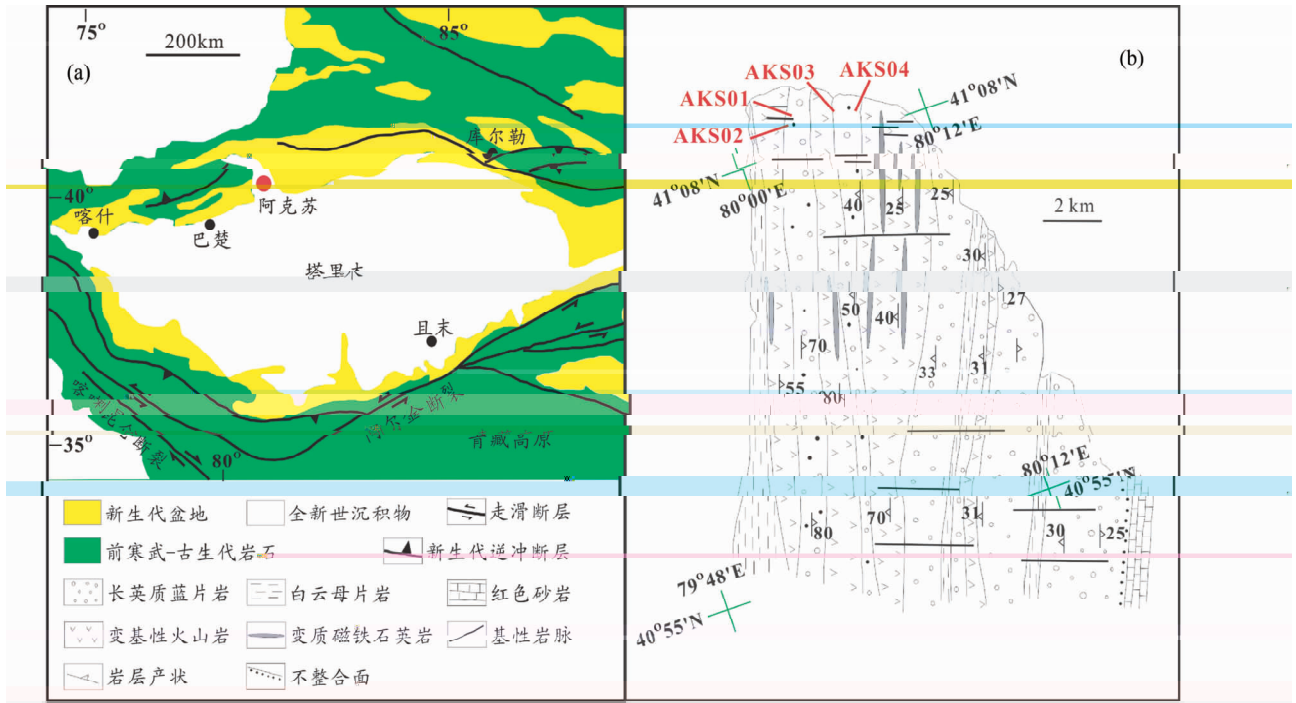 75°
85°
200km
(a)
库尔勒
40°
阿克苏
喀什
巴楚
塔里木
且末
喀喇昆仑断裂
阿尔金断裂
青藏高原
35°
80°
新生代盆地
全新世沉积物
走滑断层
前寒武-古生代岩石
新生代逆冲断层
长英质蓝片岩
白云母片岩
红色砂岩
变基性火山岩
变质磁铁石英岩
基性岩脉
岩层产状
不整合面
(b)
AKS03
AKS04
AKS01
AKS02
41°08'N
80°12'E
41°08'N
80°00'E
2 km
40
25
25
30
27
50
40
70
33
31
55
80
80°12'E
40°55'N
70
31
80
30
25
79°48'E
40°55'N